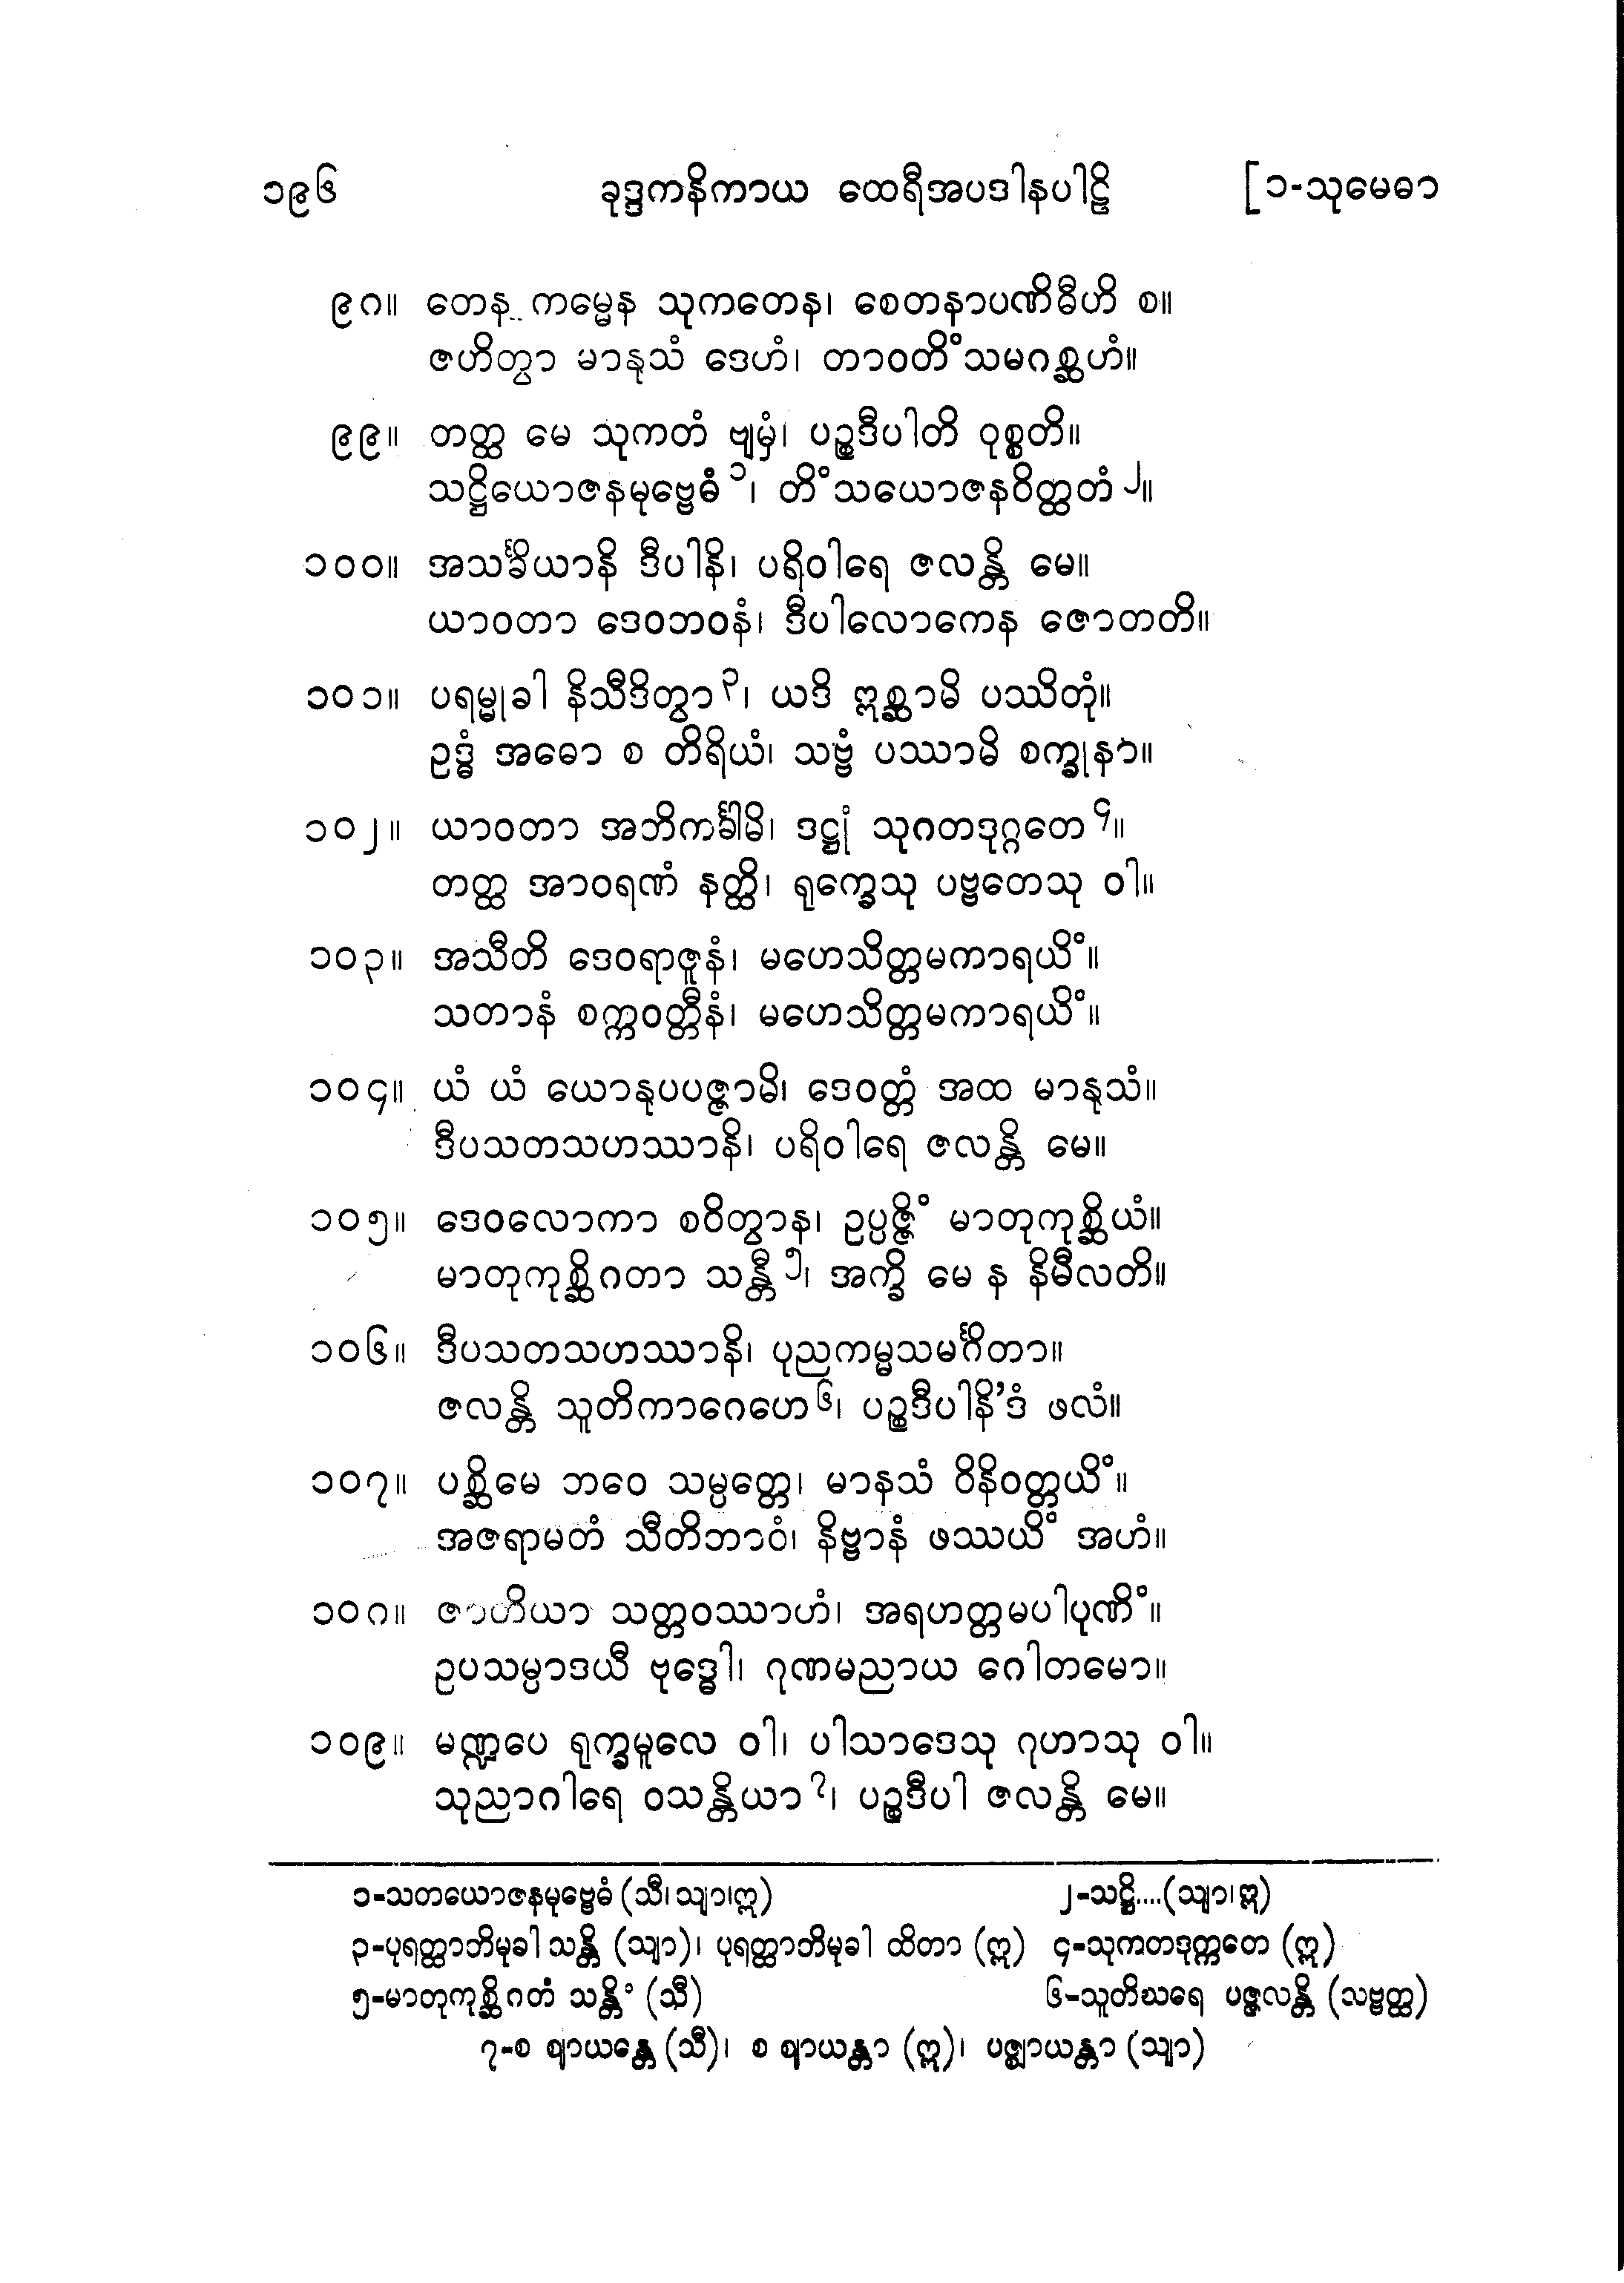 ၁၉၆ ခုဒ္ဒကနိကာယ ထေရီအပဒါနပါဠိ [၁-သုမေဓာ
၉၈။ တေန ကမ္မေန သုကတေန၊ စေတနာပဏိဓီဟိ စ။
ဇဟိတွာ မာနုသံ ဒေဟံ၊ တာဝတိံသမဂစ္ဆဟံ။
၉၉။ တတ္ထ မေ သုကတံ ဗျမှံ၊ ပဉ္စဒီပါတိ ဝုစ္စတိ။
သဋ္ဌိယောဇနမုဗ္ဗေဓံ ၁၊ တိံသယောဇနဝိတ္ထတံ ၂။
၁၀၀။ အသင်္ခိယာနိ ဒီပါနိ၊ ပရိဝါရေ ဇလန္တိ မေ။
ယာဝတာ ဒေဝဘဝနံ၊ ဒီပါလောကေန ဇောတတိ။
၁၀၁။ ပရမ္မုခါ နိသီဒိတွာ ၃၊ ယဒိ ဣစ္ဆာမိ ပဿိတုံ။
ဥဒ္ဓံ အဓော စ တိရိယံ၊ သဗ္ဗံ ပဿာမိ စက္ခုနာ။
၁၀၂။ ယာဝတာ အဘိကင်္ခါမိ၊ ဒဋ္ဌုံ သုဂတဒုဂ္ဂတေ ၄။
တတ္ထ အာဝရဏံ နတ္ထိ၊ ရုက္ခေသု ပဗ္ဗတေသု ဝါ။
၁၀၃။ အသီတိ ဒေဝရာဇူနံ၊ မဟေသိတ္တမကာရယိံ။
သတာနံ စက္ကဝတ္တီနံ၊ မဟေသိတ္တမကာရယိံ။
၁၀၄။ ယံ ယံ ယောနုပပဇ္ဇာမိ၊ ဒေဝတ္တံ အထ မာနုသံ။
ဒီပသတသဟဿာနိ၊ ပရိဝါရေ ဇလန္တိ မေ။
၁၀၅။ ဒေဝလောကာ စဝိတွာန၊ ဥပ္ပဇ္ဇိံ မာတုကုစ္ဆိယံ။
မာတုကုစ္ဆိဂတာ သန္တီ ၅၊ အက္ခိ မေ န နိမီလတိ။
၁၀၆။ ဒီပသတသဟဿာနိ၊ ပုညကမ္မသမင်္ဂိတာ။
ဇလန္တိ သူတိကာဂေဟေ ၆၊ ပဉ္စဒီပါနိ’ဒံ ဖလံ။
၁၀၇။ ပစ္ဆိမေ ဘဝေ သမ္ပတ္တေ၊ မာနသံ ဝိနိဝတ္တယိံ။
အဇရာမတံ သီတိဘာဝံ၊ နိဗ္ဗာနံ ဖဿယိံ အဟံ။
၁၀၈။ ဇာတိယာ သတ္တဝဿာဟံ၊ အရဟတ္တမပါပုဏိံ။
ဥပသမ္ပာဒယီ ဗုဒ္ဓေါ၊ ဂုဏမညာယ ဂေါတမော။
၁၀၉။ မဏ္ဍပေ ရုက္ခမူလေ ဝါ၊ ပါသာဒေသု ဂုဟာသု ဝါ။
သုညာဂါရေ ဝသန္တိယာ ၇၊ ပဉ္စဒီပါ ဇလန္တိ မေ။
၁-သတယောဇနမုဗ္ဗေဓံ (သီ၊ သျာ၊ ဣ) ၂-သဋ္ဌိ....(သျာ၊ ဣ)
၃-ပုရတ္ထာဘိမုခါ သန္တိ (သျာ)၊ ပုရတ္ထာဘိမုခါ ထိတာ (ဣ) ၄-သုကတဒုက္ကတေ (ဣ)
၅-မာတုကုစ္ဆိဂတံ သန္တိံ (သီ) ၆-သူတိဃရေ ပဇ္ဇလန္တိ (သဗ္ဗတ္ထ)
၇-စ ဈာယန္တေ (သီ)၊ စ ဈာယန္တာ (ဣ)၊ ပဇ္ဈာယန္တာ (သျာ)